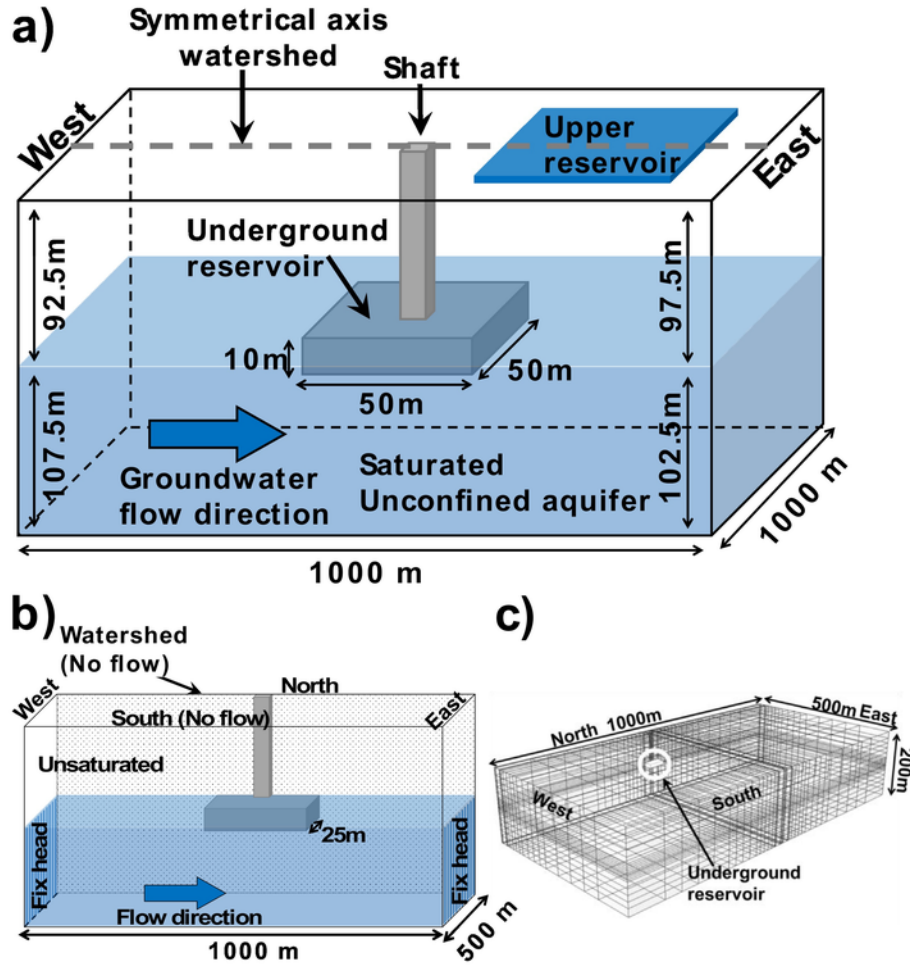 a)
Symmetrical axis
watershed
Shaft
West
Upper
reservoir
East
Underground
reservoir
92.5m
97.5m
10m
50m
50m
107.5m
102.5m
Groundwater
flow direction
Saturated
Unconfined aquifer
1000 m
1000 m
b)
Watershed
(No flow)
West
North
East
South (No flow)
Unsaturated
25m
Fix head
Fix head
Flow direction
1000 m
500 m
c)
North 1000m
500m East
200m
West
South
Underground
reservoir